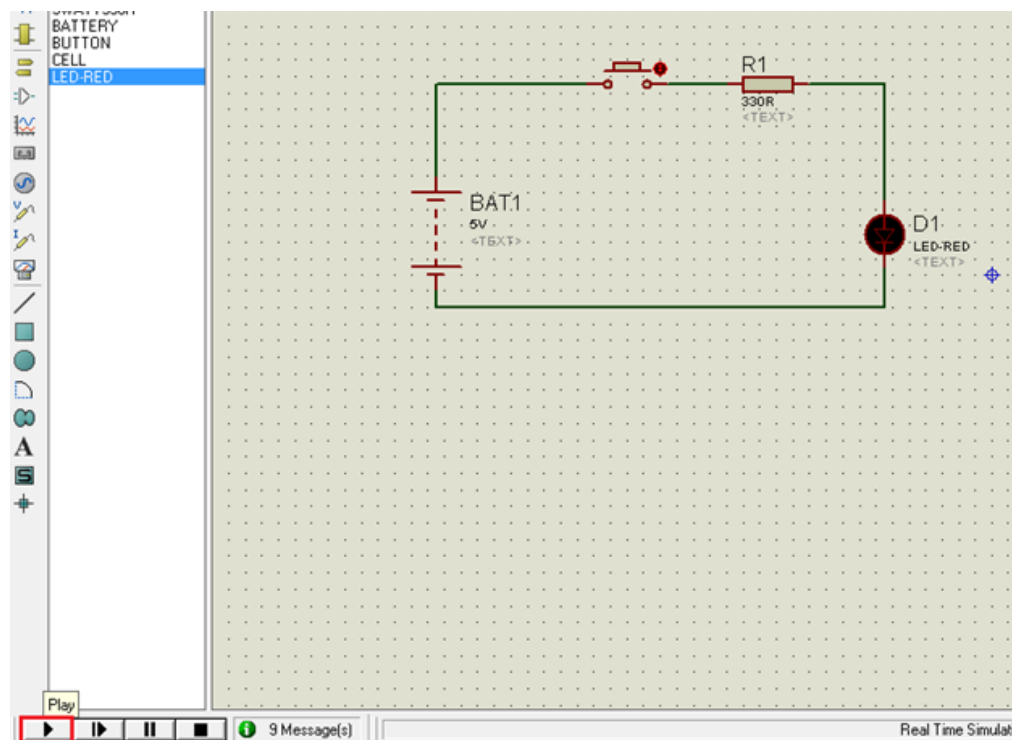 BATTERY
BUTTON
CELL
LED-RED
R1
330R
<TEXT>
BAT1
5V
<TEXT>
D1
LED-RED
<TEXT>
A
S
Play
9 Message(s)
Real Time Simulat